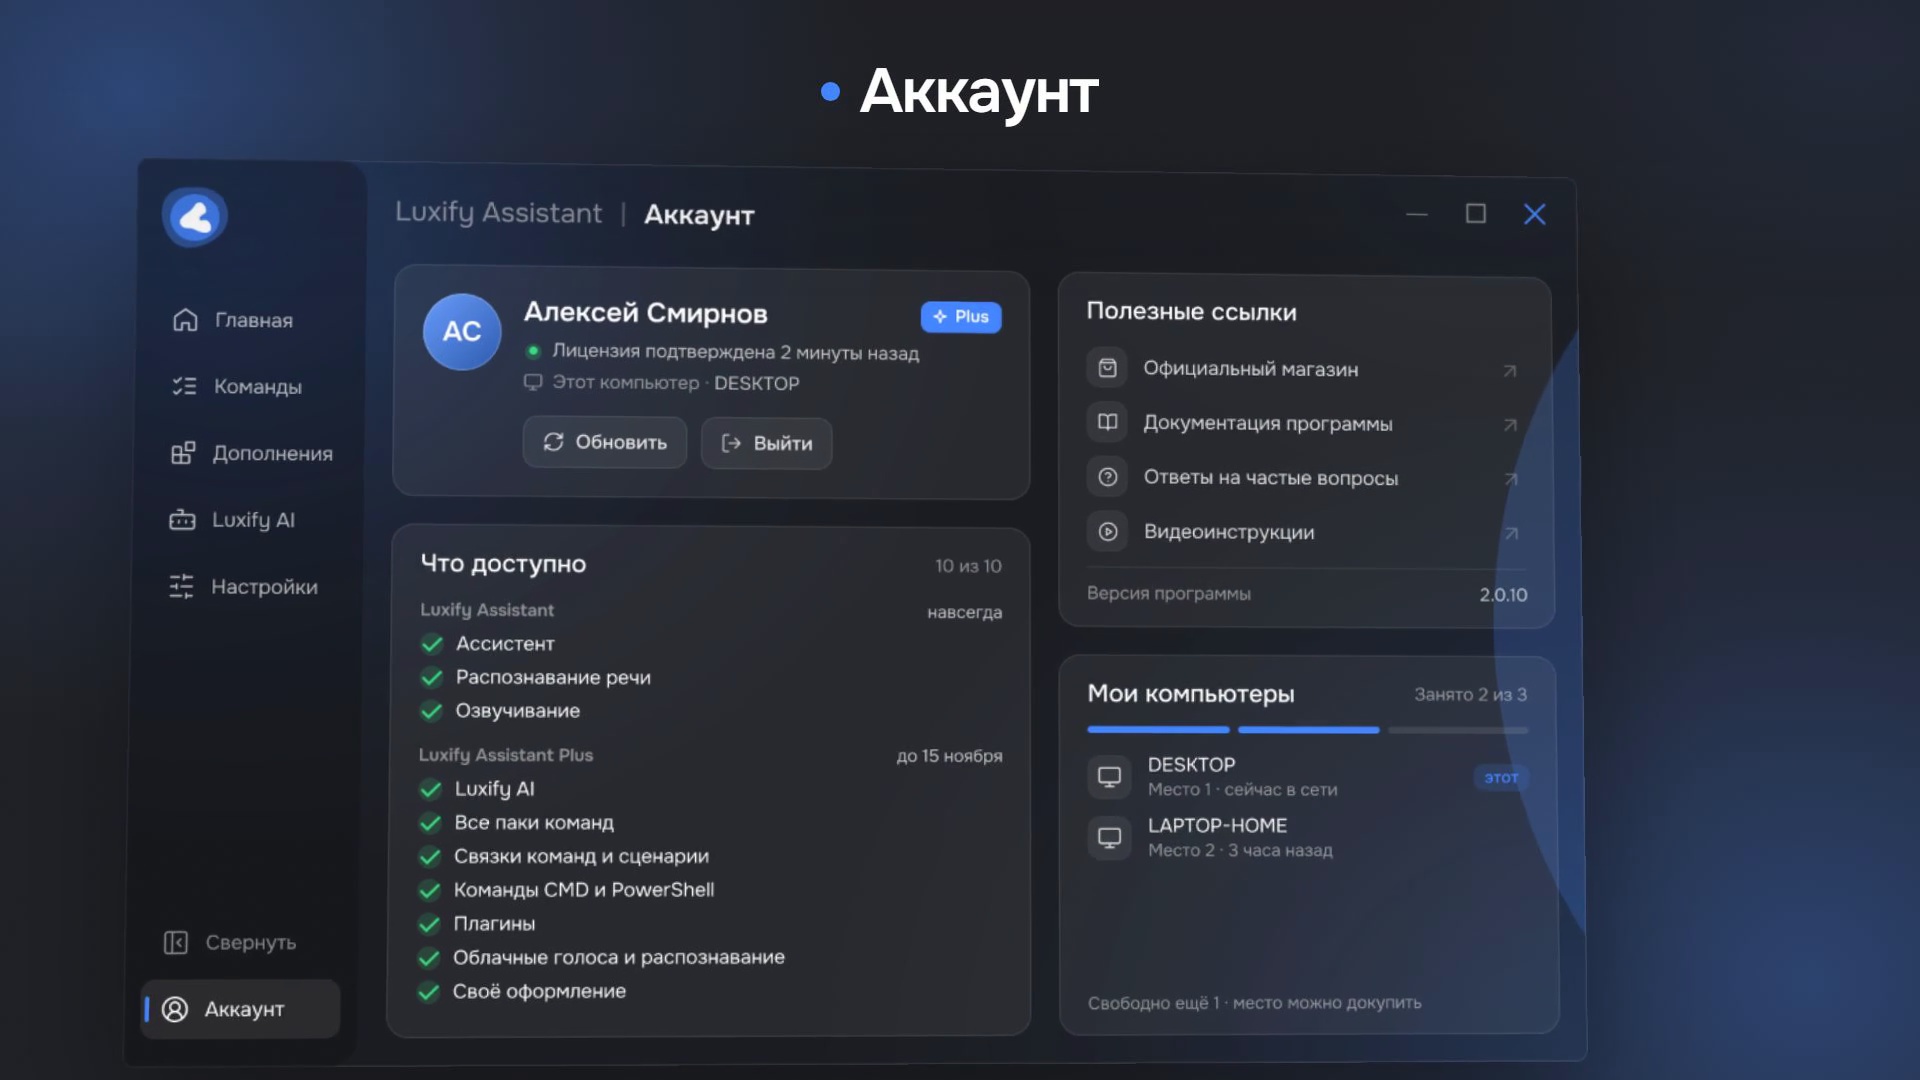 Аккаунт
Luxify Assistant | Аккаунт
Главная
Команды
Дополнения
Luxify AI
Настройки
Свернуть
Аккаунт
АС
Алексей Смирнов
Plus
Лицензия подтверждена 2 минуты назад
Этот компьютер · DESKTOP
Обновить
Выйти
Что доступно
10 из 10
Luxify Assistant
навсегда
Ассистент
Распознавание речи
Озвучивание
Luxify Assistant Plus
до 15 ноября
Luxify AI
Все паки команд
Связки команд и сценарии
Команды CMD и PowerShell
Плагины
Облачные голоса и распознавание
Своё оформление
Полезные ссылки
Официальный магазин
Документация программы
Ответы на частые вопросы
Видеоинструкции
Версия программы
2.0.10
Мои компьютеры
Занято 2 из 3
DESKTOP
Место 1 · сейчас в сети
этот
LAPTOP-HOME
Место 2 · 3 часа назад
Свободно ещё 1 · место можно докупить